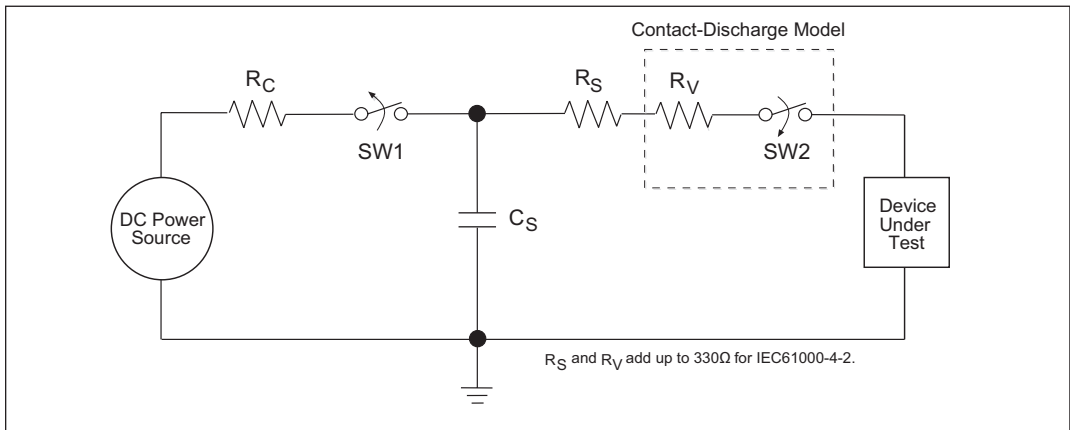 Contact-Discharge Model
RC
RS
RV
SW1
SW2
DC Power
Source
CS
Device
Under
Test
RS and RV add up to 330Ω for IEC61000-4-2.